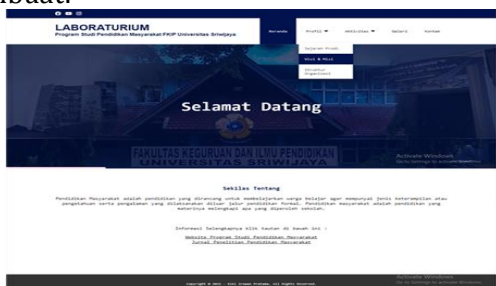 buat.
LABORATURIUM
Program Studi Pendidikan Masyarakat FKIP Universitas Sriwijaya
Beranda Profil Aktivitas Galeri Kontak
Sejarah Prodi
Visi & Misi
Struktur
Organisasi
Selamat Datang
FAKULTAS KEGURUAN DAN ILMU PENDIDIKAN
UNIVERSITAS SRIWIJAYA
Activate Windows
Go to Settings to activate Windows.
Sekilas Tentang
Pendidikan Masyarakat adalah pendidikan yang dirancang untuk membelajarkan warga belajar agar mempunyai jenis keterampilan atau
pengetahuan serta pengalaman yang dilaksanakan diluar jalur pendidikan formal. Pendidikan masyarakat adalah pendidikan yang
materinya melengkapi apa yang diperoleh sekolah.
Informasi Selengkapnya klik tautan di bawah ini :
Website Program Studi Pendidikan Masyarakat
Jurnal Penelitian Pendidikan Masyarakat
Activate Windows
Go to Settings to activate Windows.
All Rights Reserved